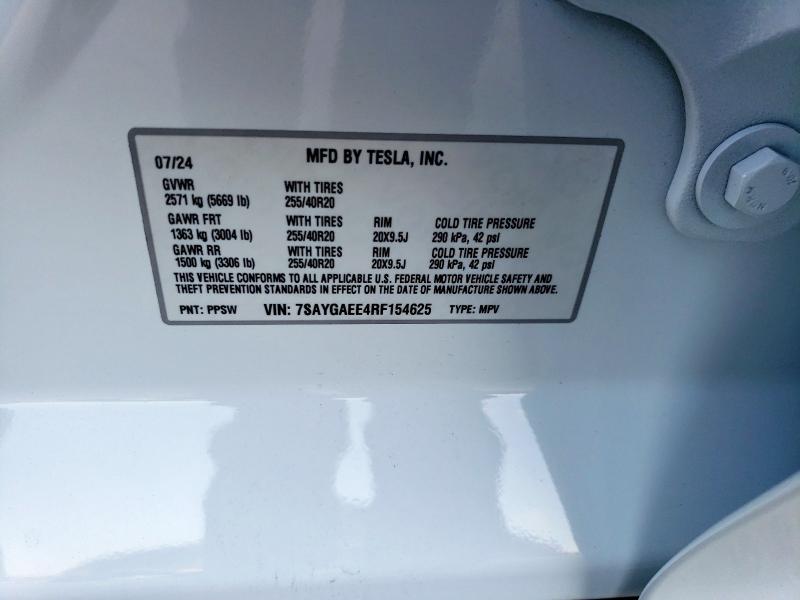 07/24 MFD BY TESLA, INC.
GVWR WITH TIRES
2571 kg (5669 lb) 255/40R20
GAWR FRT WITH TIRES RIM COLD TIRE PRESSURE
1363 kg (3004 lb) 255/40R20 20X9.5J 290 kPa, 42 psi
GAWR RR WITH TIRES RIM COLD TIRE PRESSURE
1500 kg (3306 lb) 255/40R20 20X9.5J 290 kPa, 42 psi
THIS VEHICLE CONFORMS TO ALL APPLICABLE U.S. FEDERAL MOTOR VEHICLE SAFETY AND
THEFT PREVENTION STANDARDS IN EFFECT ON THE DATE OF MANUFACTURE SHOWN ABOVE.
PNT: PPSW VIN: 7SAYGAEE4RF154625 TYPE: MPV